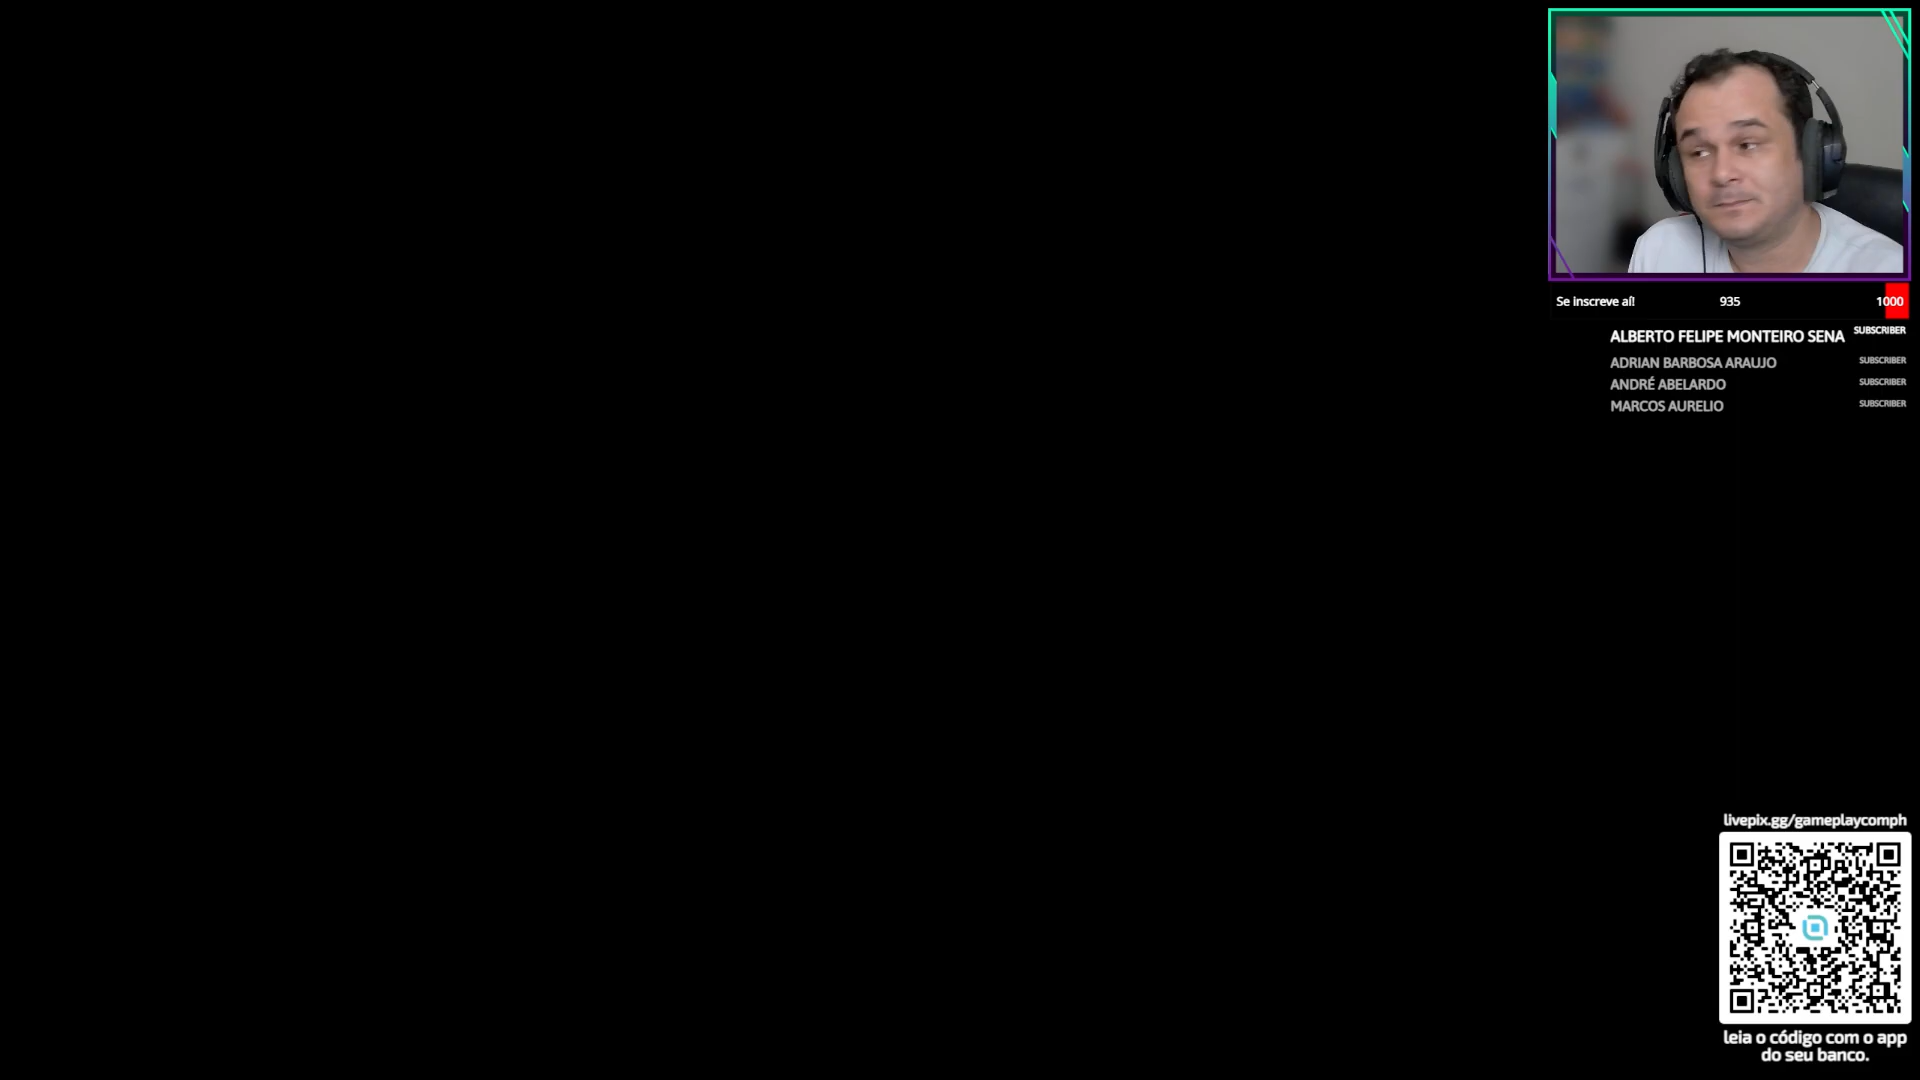 Se inscreve aí! 935 1000
ALBERTO FELIPE MONTEIRO SENA SUBSCRIBER
ADRIAN BARBOSA ARAUJO SUBSCRIBER
ANDRÉ ABELARDO SUBSCRIBER
MARCOS AURELIO SUBSCRIBER
livepix.gg/gameplaycomph
leia o código com o app
do seu banco.